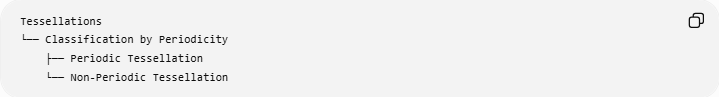 Tessellations
└── Classification by Periodicity
    ├── Periodic Tessellation
    └── Non-Periodic Tessellation